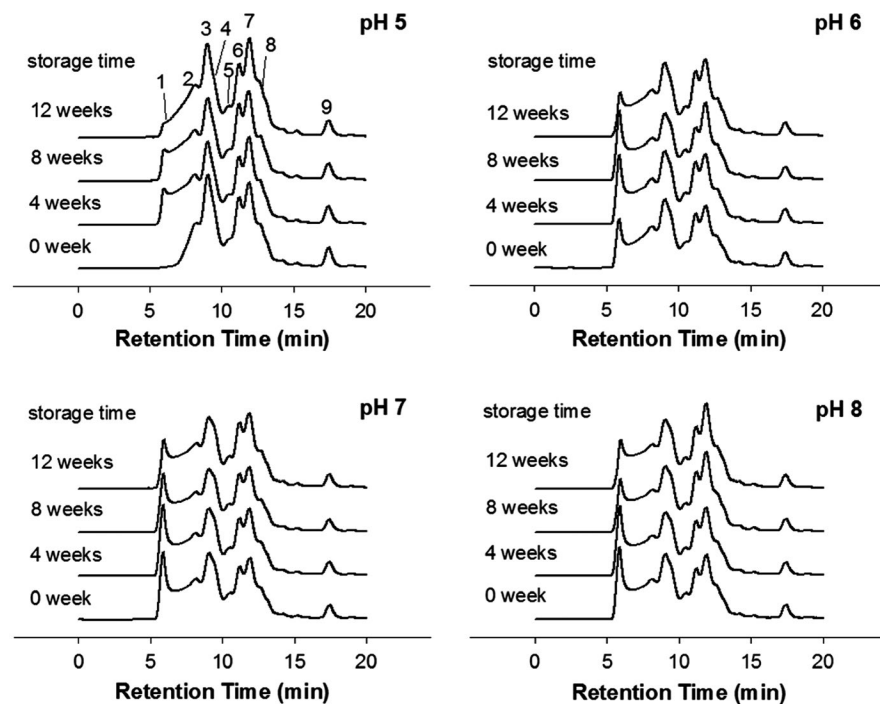 pH 5
storage time
1 2 3 4 5 6 7 8 9
12 weeks
8 weeks
4 weeks
0 week
0 5 10 15 20
Retention Time (min)
pH 6
storage time
12 weeks
8 weeks
4 weeks
0 week
0 5 10 15 20
Retention Time (min)
pH 7
storage time
12 weeks
8 weeks
4 weeks
0 week
0 5 10 15 20
Retention Time (min)
pH 8
storage time
12 weeks
8 weeks
4 weeks
0 week
0 5 10 15 20
Retention Time (min)